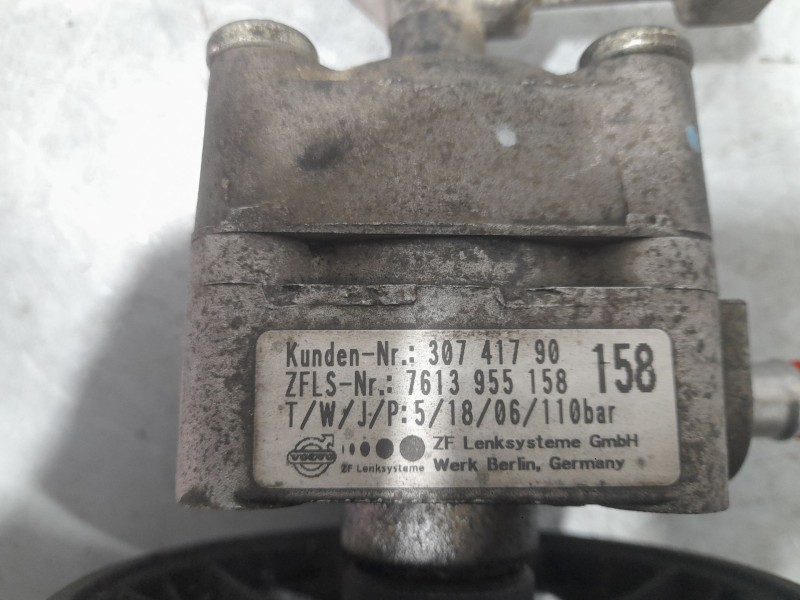 Kunden-Nr.: 307 417 90
ZFLS-Nr.: 7613 955 158
158
T/W/J/P: 5/18/06/110bar
VOLVO
ZF Lenksysteme
ZF Lenksysteme GmbH
Werk Berlin, Germany